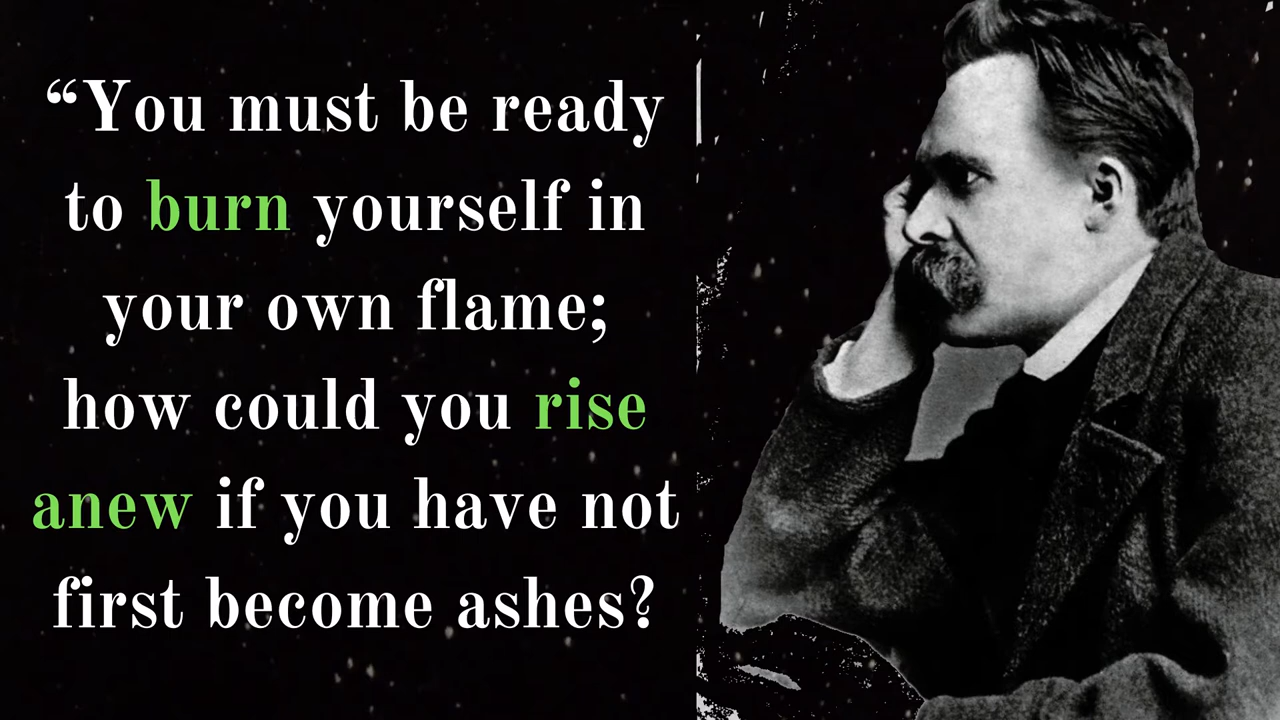 “You must be ready
to burn yourself in
your own flame;
how could you rise
anew if you have not
first become ashes?